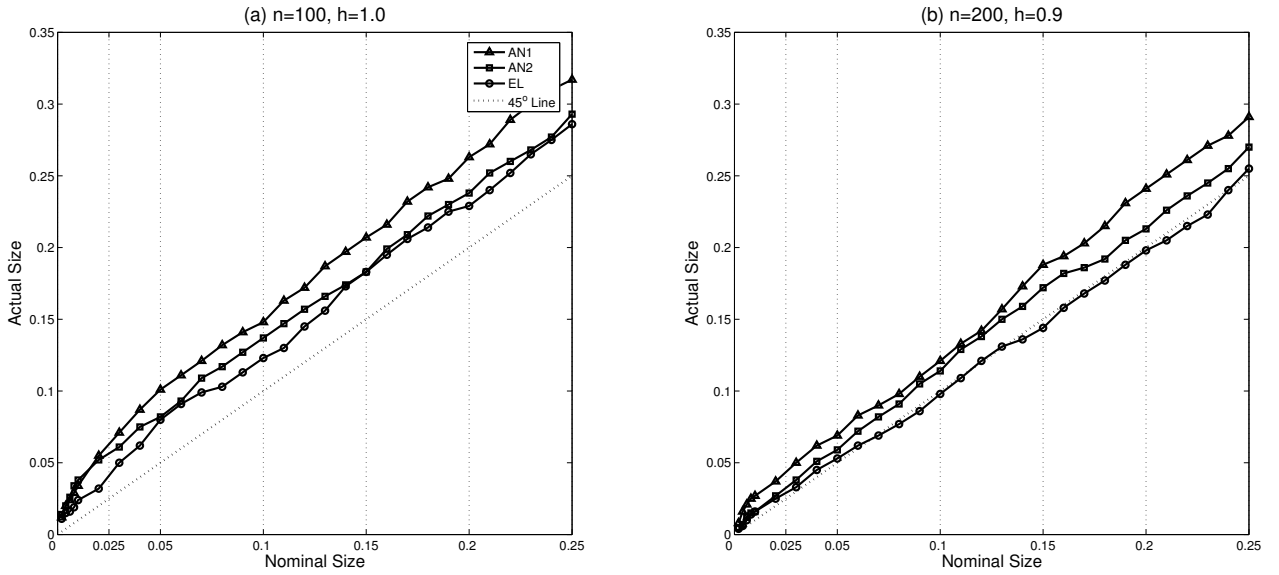 (a) n=100, h=1.0
0.35
0.3
0.25
0.2
0.15
0.1
0.05
0
Actual Size
AN1
AN2
EL
45° Line
0 0.025 0.05 0.1 0.15 0.2 0.25
Nominal Size
(b) n=200, h=0.9
0.35
0.3
0.25
0.2
0.15
0.1
0.05
0
Actual Size
0 0.025 0.05 0.1 0.15 0.2 0.25
Nominal Size